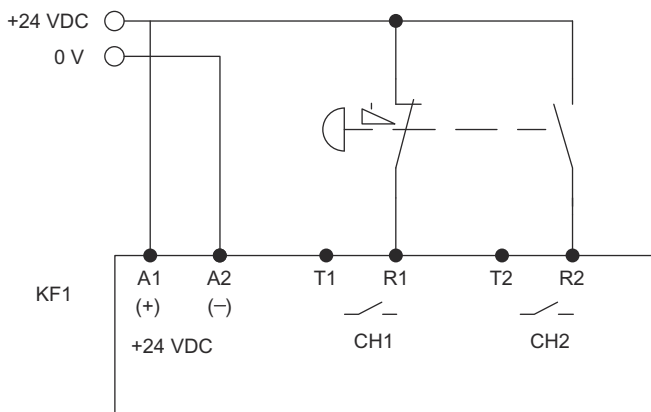 +24 VDC
0 V
KF1
A1 A2 T1 R1 T2 R2
(+) (−)
+24 VDC CH1 CH2